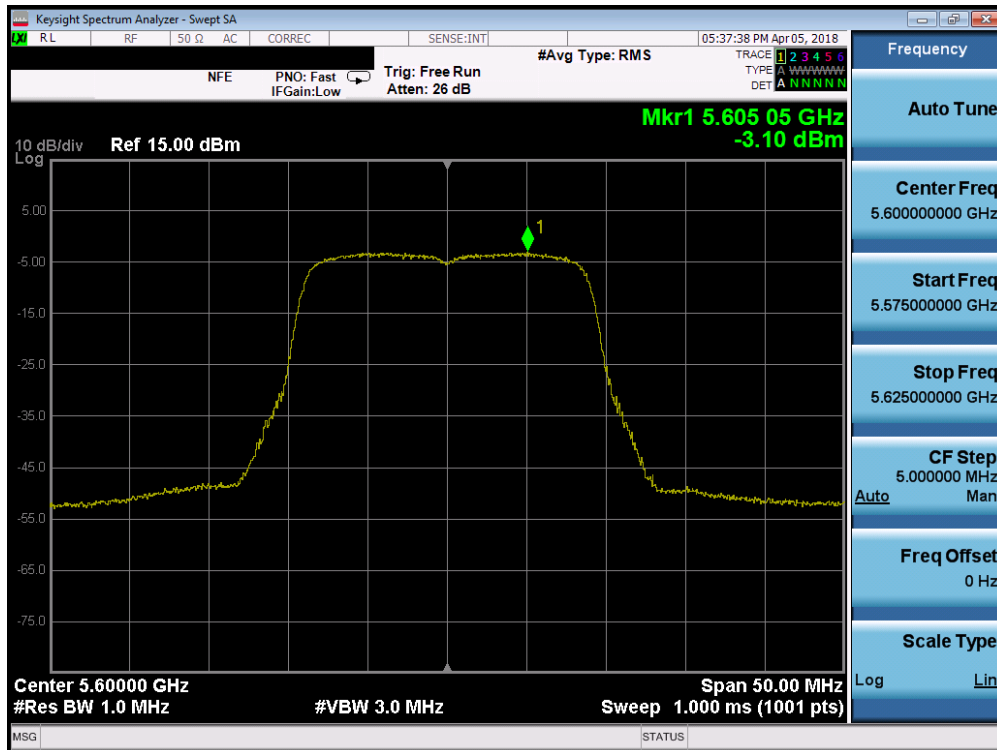 Keysight Spectrum Analyzer - Swept SA
LXI RL RF 50 Ω AC CORREC SENSE:INT 05:37:38 PM Apr 05, 2018
#Avg Type: RMS TRACE 1 2 3 4 5 6
NFE PNO: Fast Trig: Free Run TYPE A WWWWW
IFGain:Low Atten: 26 dB DET A N N N N N
Mkr1 5.605 05 GHz
-3.10 dBm
10 dB/div Ref 15.00 dBm
Log
1
5.00
-5.00
-15.0
-25.0
-35.0
-45.0
-55.0
-65.0
-75.0
Center 5.60000 GHz Span 50.00 MHz
#Res BW 1.0 MHz #VBW 3.0 MHz Sweep 1.000 ms (1001 pts)
MSG STATUS
Frequency
Auto Tune
Center Freq
5.600000000 GHz
Start Freq
5.575000000 GHz
Stop Freq
5.625000000 GHz
CF Step
5.000000 MHz
Auto Man
Freq Offset
0 Hz
Scale Type
Log Lin